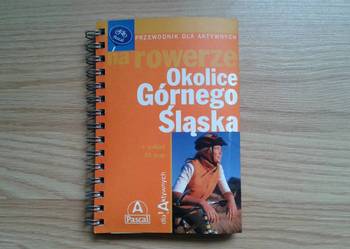 PRZEWODNIK DLA AKTYWNYCH
na rowerze
Okolice
Górnego
Śląska
dla Aktywnych
A
Pascal